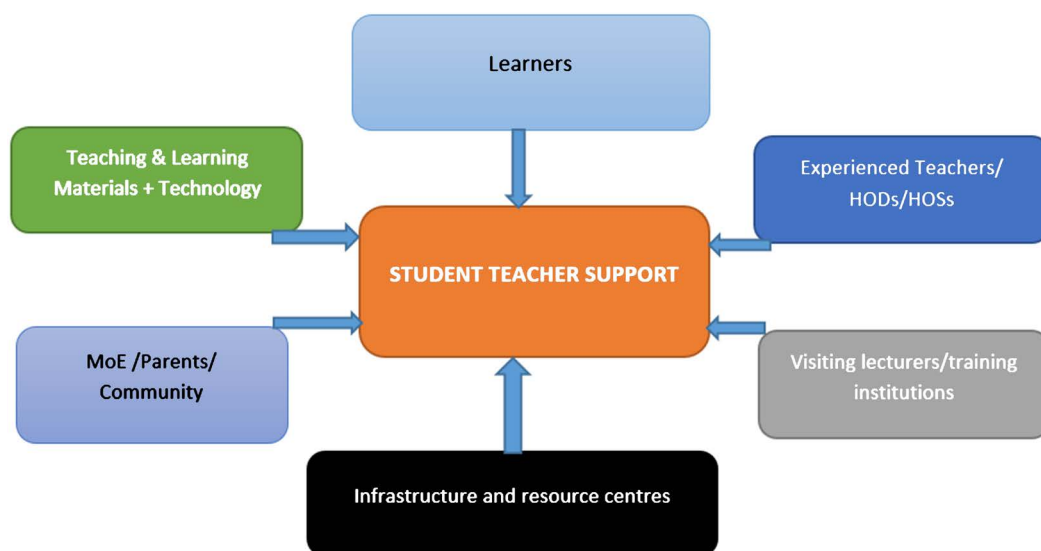 Learners
Teaching & Learning
Materials + Technology
Experienced Teachers/
HODs/HOSs
STUDENT TEACHER SUPPORT
MoE /Parents/
Community
Visiting lecturers/training
institutions
Infrastructure and resource centres